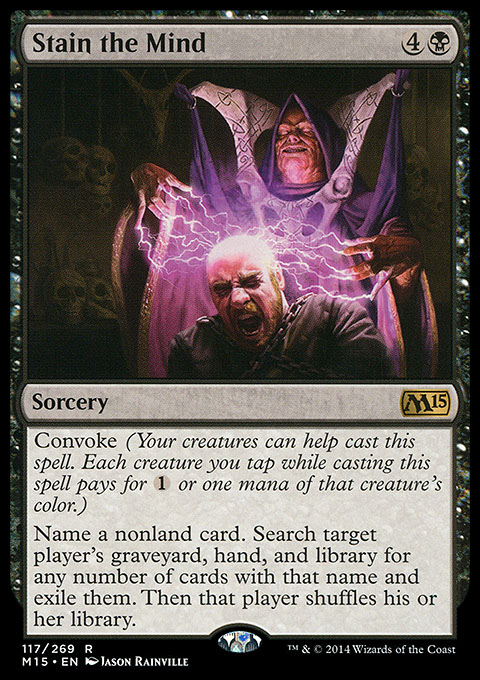 Stain the Mind 4
Sorcery M15
Convoke (Your creatures can help cast this
spell. Each creature you tap while casting this
spell pays for 1 or one mana of that creature's
color.)
Name a nonland card. Search target
player's graveyard, hand, and library for
any number of cards with that name and
exile them. Then that player shuffles his or
her library.
117/269 R
M15 • EN Jason Rainville ™ & © 2014 Wizards of the Coast